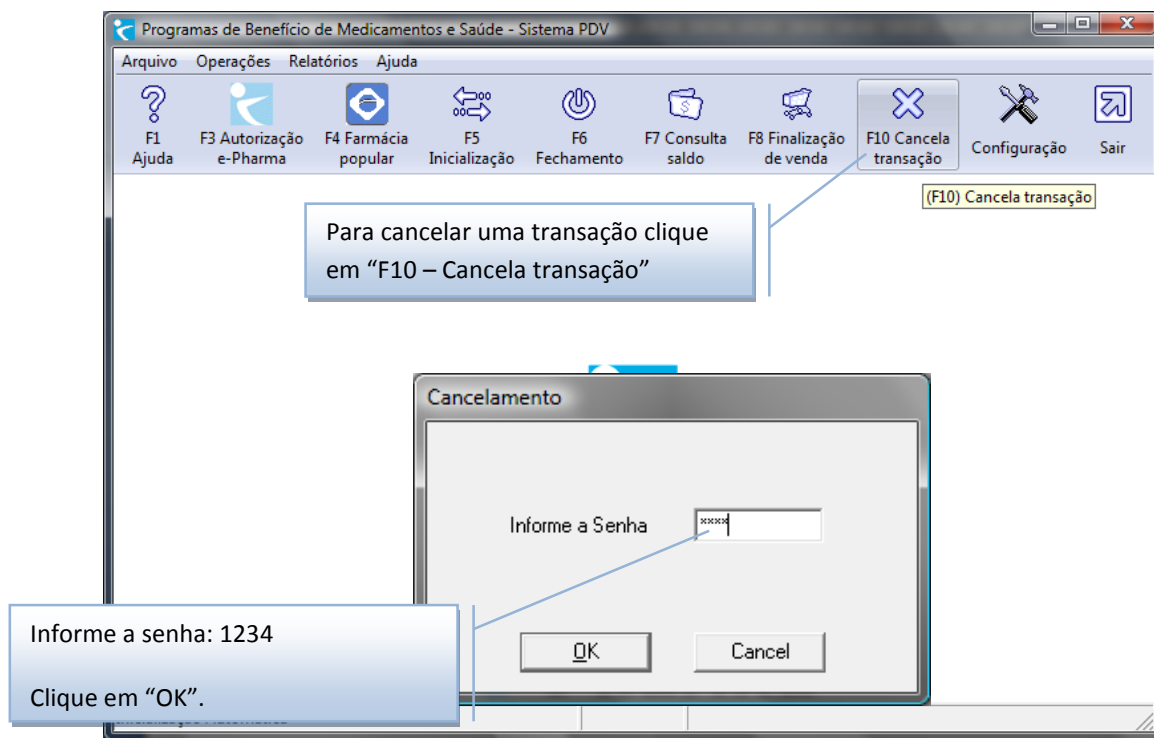 Programas de Benefício de Medicamentos e Saúde - Sistema PDV
Arquivo Operações Relatórios Ajuda
F1 Ajuda
F3 Autorização e-Pharma
F4 Farmácia popular
F5 Inicialização
F6 Fechamento
F7 Consulta saldo
F8 Finalização de venda
F10 Cancela transação
Configuração
Sair
(F10) Cancela transação
Para cancelar uma transação clique
em “F10 – Cancela transação”
Cancelamento
Informe a Senha xxxx
Informe a senha: 1234
Clique em “OK”.
OK Cancel